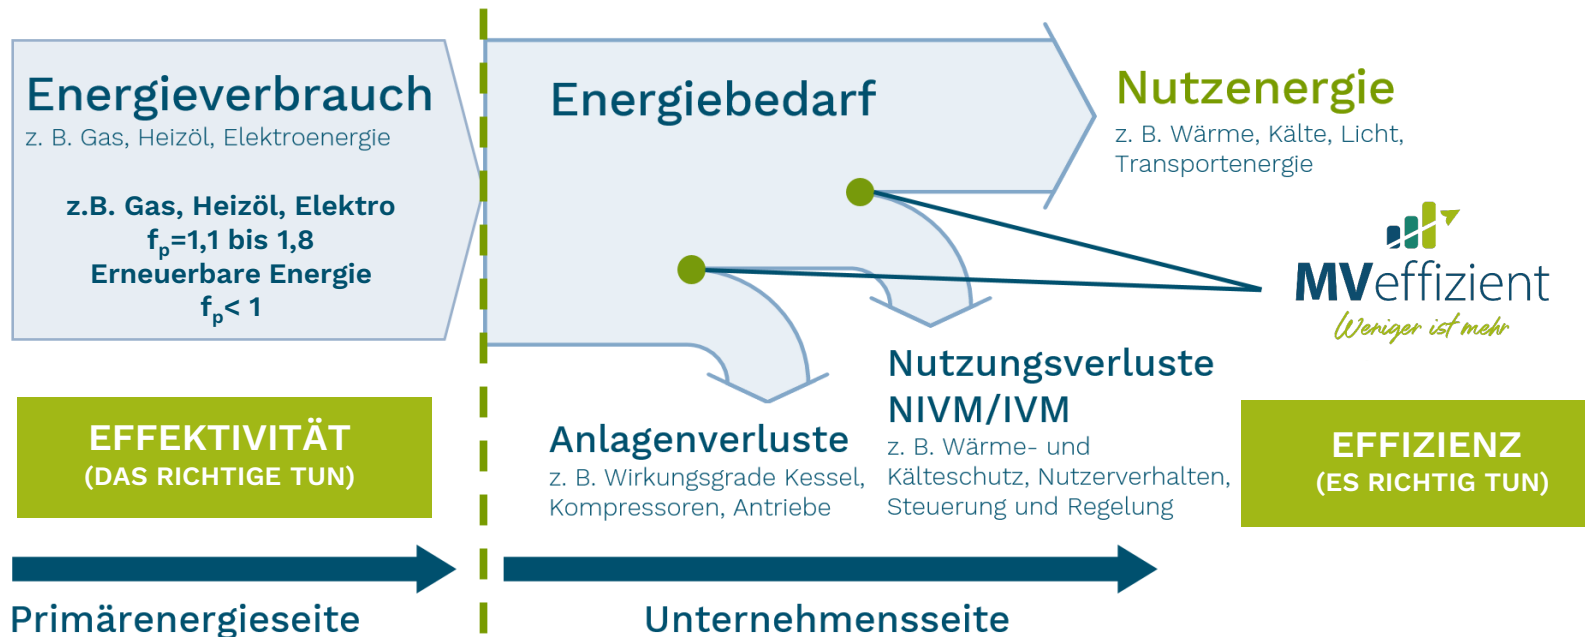 Energieverbrauch
z. B. Gas, Heizöl, Elektroenergie
z.B. Gas, Heizöl, Elektro
fp=1,1 bis 1,8
Erneuerbare Energie
fp< 1
EFFEKTIVITÄT
(DAS RICHTIGE TUN)
Primärenergieseite
Energiebedarf
Nutzenergie
z. B. Wärme, Kälte, Licht,
Transportenergie
MVeffizient
Weniger ist mehr
Anlagenverluste
z. B. Wirkungsgrade Kessel,
Kompressoren, Antriebe
Nutzungsverluste
NIVM/IVM
z. B. Wärme- und
Kälteschutz, Nutzerverhalten,
Steuerung und Regelung
EFFIZIENZ
(ES RICHTIG TUN)
Unternehmensseite